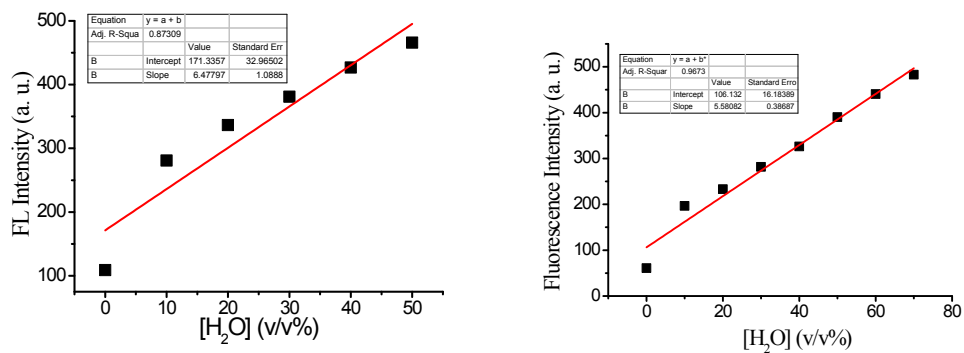 Equation y = a + b
Adj. R-Squa 0.87309
Value Standard Err
B Intercept 171.3357 32.96502
B Slope 6.47797 1.0888
500
400
300
200
100
FL Intensity (a. u.)
0 10 20 30 40 50
[H₂O] (v/v%)
Equation y = a + b*
Adj. R-Squar 0.9673
Value Standard Erro
B Intercept 106.132 16.18389
B Slope 5.58082 0.38687
600
500
400
300
200
100
0
Fluorescence Intensity (a. u.)
0 20 40 60 80
[H₂O] (v/v%)